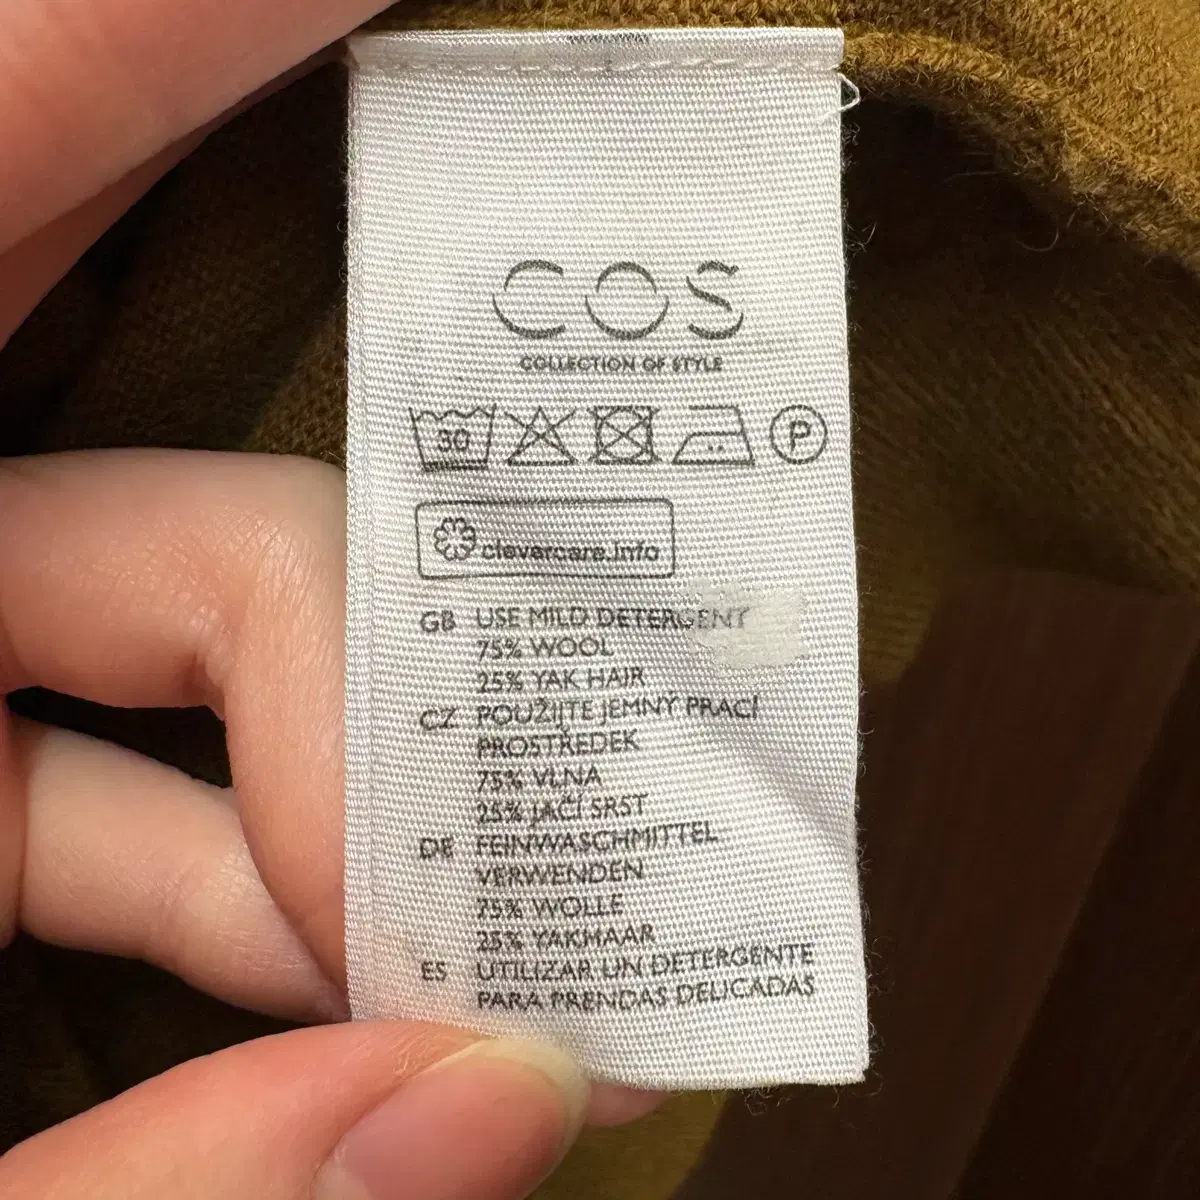 COS
COLLECTION OF STYLE
30
P
clevercare.info
GB USE MILD DETERGENT
75% WOOL
25% YAK HAIR
CZ POUŽIJTE JEMNÝ PRACÍ
PROSTŘEDEK
75% VLNA
25% JAČÍ SRST
DE FEINWASCHMITTEL
VERWENDEN
75% WOLLE
25% YAKHAAR
ES UTILIZAR UN DETERGENTE
PARA PRENDAS DELICADAS